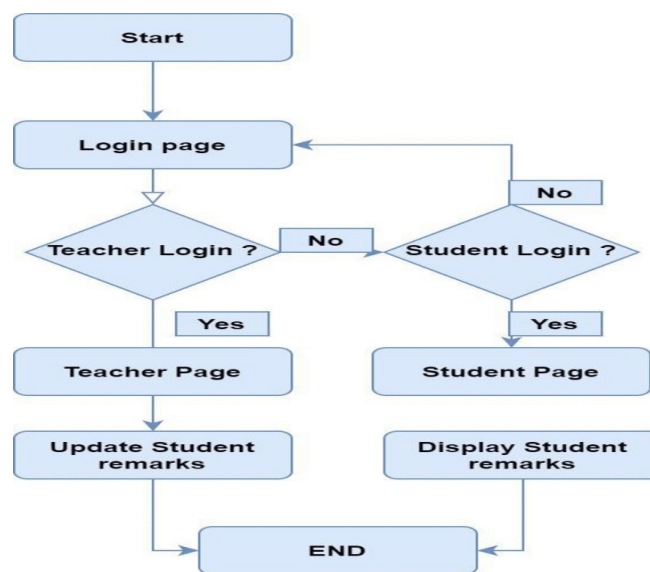 Start
Login page
No
Teacher Login ?
No
Student Login ?
Yes
Yes
Teacher Page
Student Page
Update Student
remarks
Display Student
remarks
END